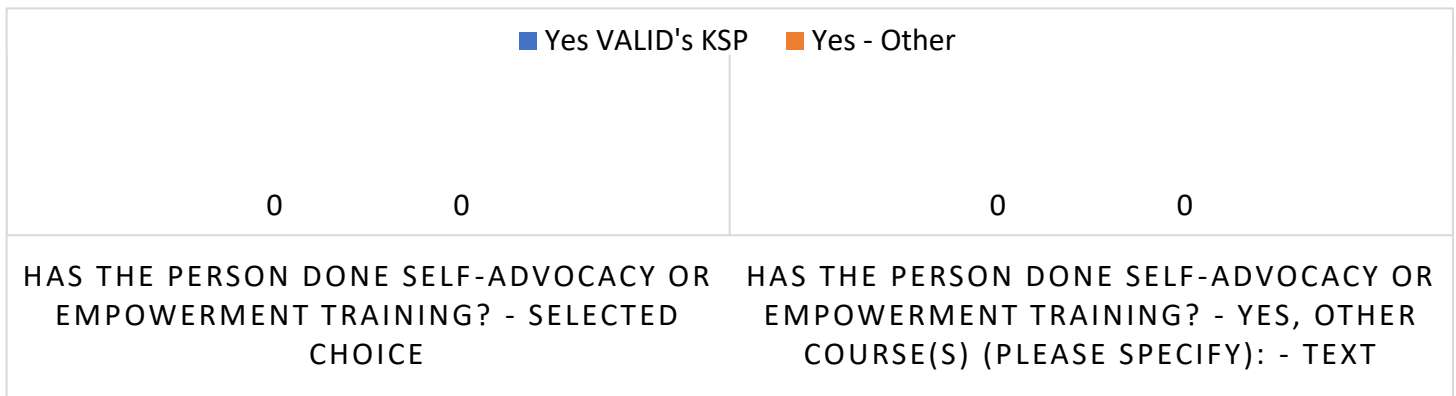 Yes VALID's KSP Yes - Other
0 0 0 0
HAS THE PERSON DONE SELF-ADVOCACY OR
EMPOWERMENT TRAINING? - SELECTED
CHOICE
HAS THE PERSON DONE SELF-ADVOCACY OR
EMPOWERMENT TRAINING? - YES, OTHER
COURSE(S) (PLEASE SPECIFY): - TEXT